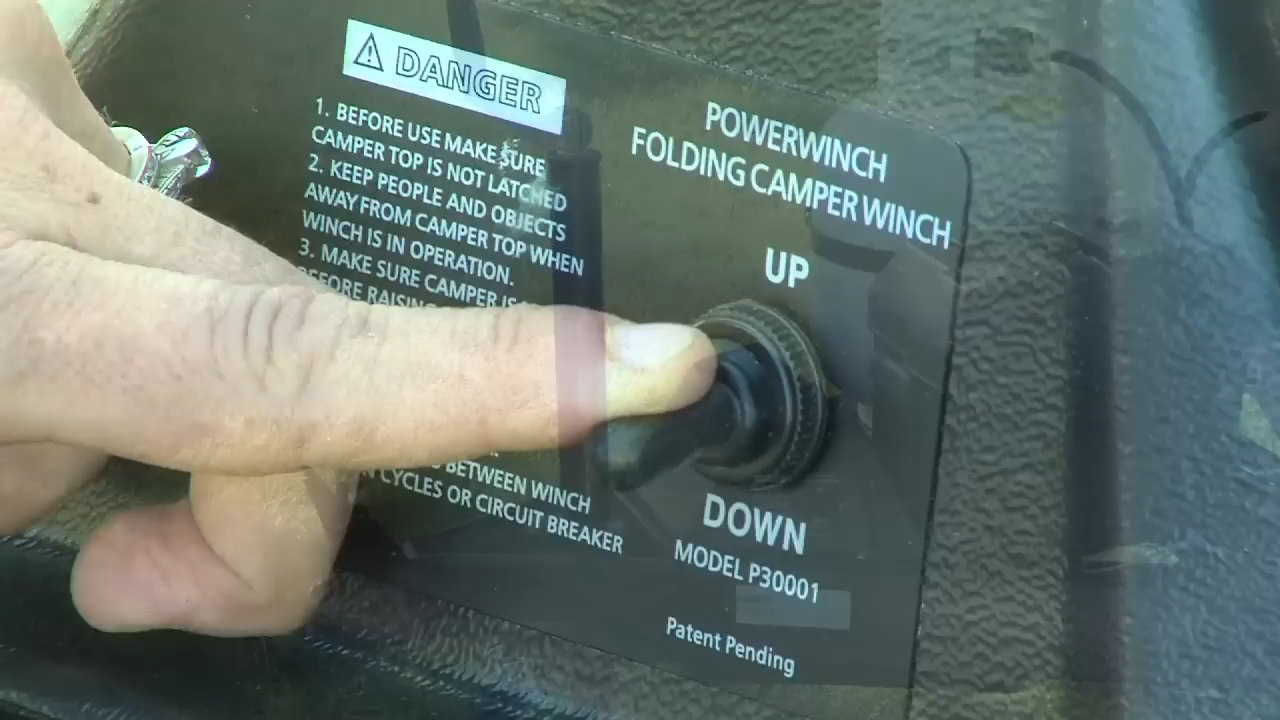 DANGER
1. BEFORE USE MAKE SURE
CAMPER TOP IS NOT LATCHED
2. KEEP PEOPLE AND OBJECTS
AWAY FROM CAMPER TOP WHEN
WINCH IS IN OPERATION.
3. MAKE SURE CAMPER IS
BETWEEN WINCH
CYCLES OR CIRCUIT BREAKER
POWERWINCH
FOLDING CAMPER WINCH
UP
DOWN
MODEL P30001
Patent Pending